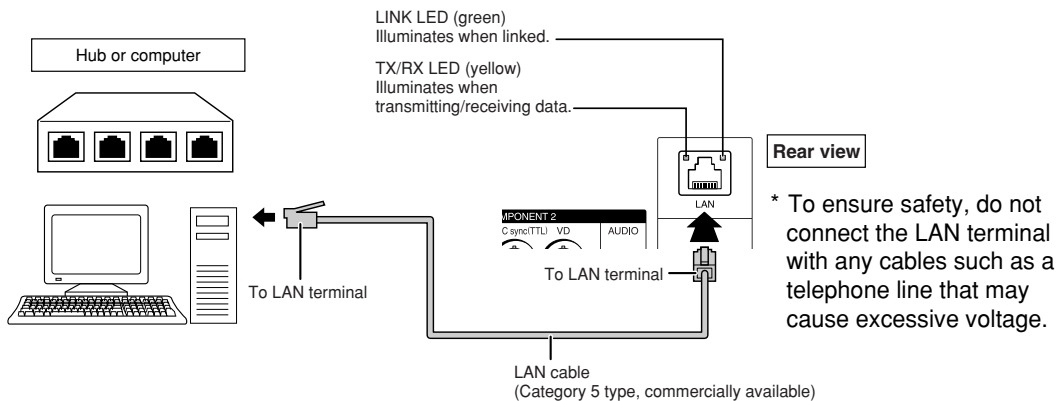 LINK LED (green)
Illuminates when linked.
Hub or computer
TX/RX LED (yellow)
Illuminates when
transmitting/receiving data.
Rear view
LAN
* To ensure safety, do not
connect the LAN terminal
with any cables such as a
telephone line that may
cause excessive voltage.
MPONENT 2
C sync(TTL) VD AUDIO
To LAN terminal
To LAN terminal
LAN cable
(Category 5 type, commercially available)